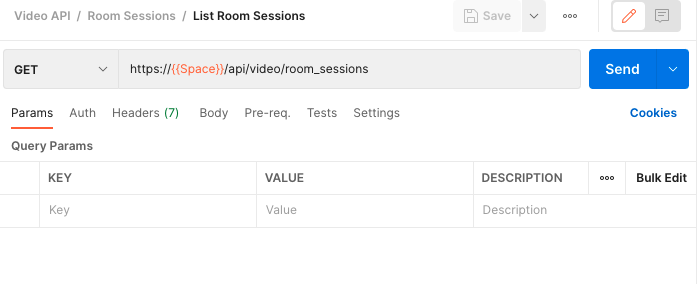 Video API / Room Sessions / List Room Sessions Save
GET https://{{Space}}/api/video/room_sessions Send
Params Auth Headers (7) Body Pre-req. Tests Settings Cookies
Query Params
KEY VALUE DESCRIPTION Bulk Edit
Key Value Description